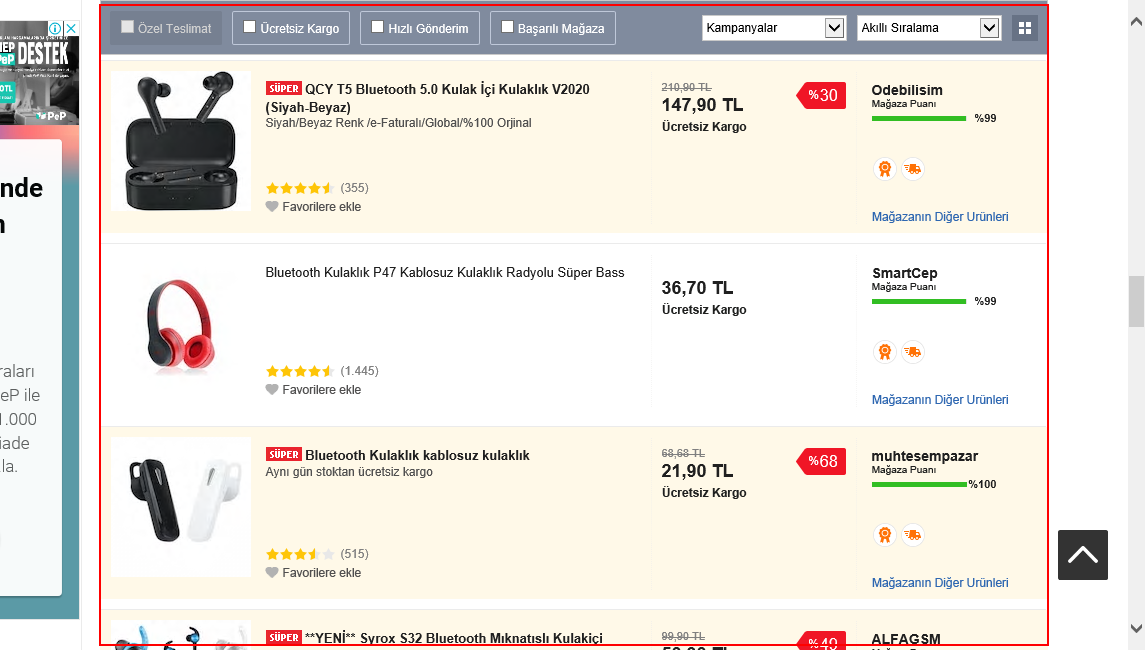 Özel Teslimat
Ücretsiz Kargo
Hızlı Gönderim
Başarılı Mağaza
Kampanyalar
Akıllı Sıralama
DESTEK
PeP
nde
raları
eP ile
1.000
iade
la.
SÜPER QCY T5 Bluetooth 5.0 Kulak İçi Kulaklık V2020
(Siyah-Beyaz)
Siyah/Beyaz Renk /e-Faturalı/Global/%100 Orjinal
(355)
Favorilere ekle
210,90 TL
147,90 TL
Ücretsiz Kargo
%30
Odebilisim
Mağaza Puanı
%99
Mağazanın Diğer Urünleri
Bluetooth Kulaklık P47 Kablosuz Kulaklık Radyolu Süper Bass
(1.445)
Favorilere ekle
36,70 TL
Ücretsiz Kargo
SmartCep
Mağaza Puanı
%99
Mağazanın Diğer Urünleri
SÜPER Bluetooth Kulaklık kablosuz kulaklık
Aynı gün stoktan ücretsiz kargo
(515)
Favorilere ekle
68,68 TL
21,90 TL
Ücretsiz Kargo
%68
muhtesempazar
Mağaza Puanı
%100
Mağazanın Diğer Urünleri
SÜPER **YENİ** Syrox S32 Bluetooth Mıknatıslı Kulakiçi
99,90 TL
%49
ALFAGSM